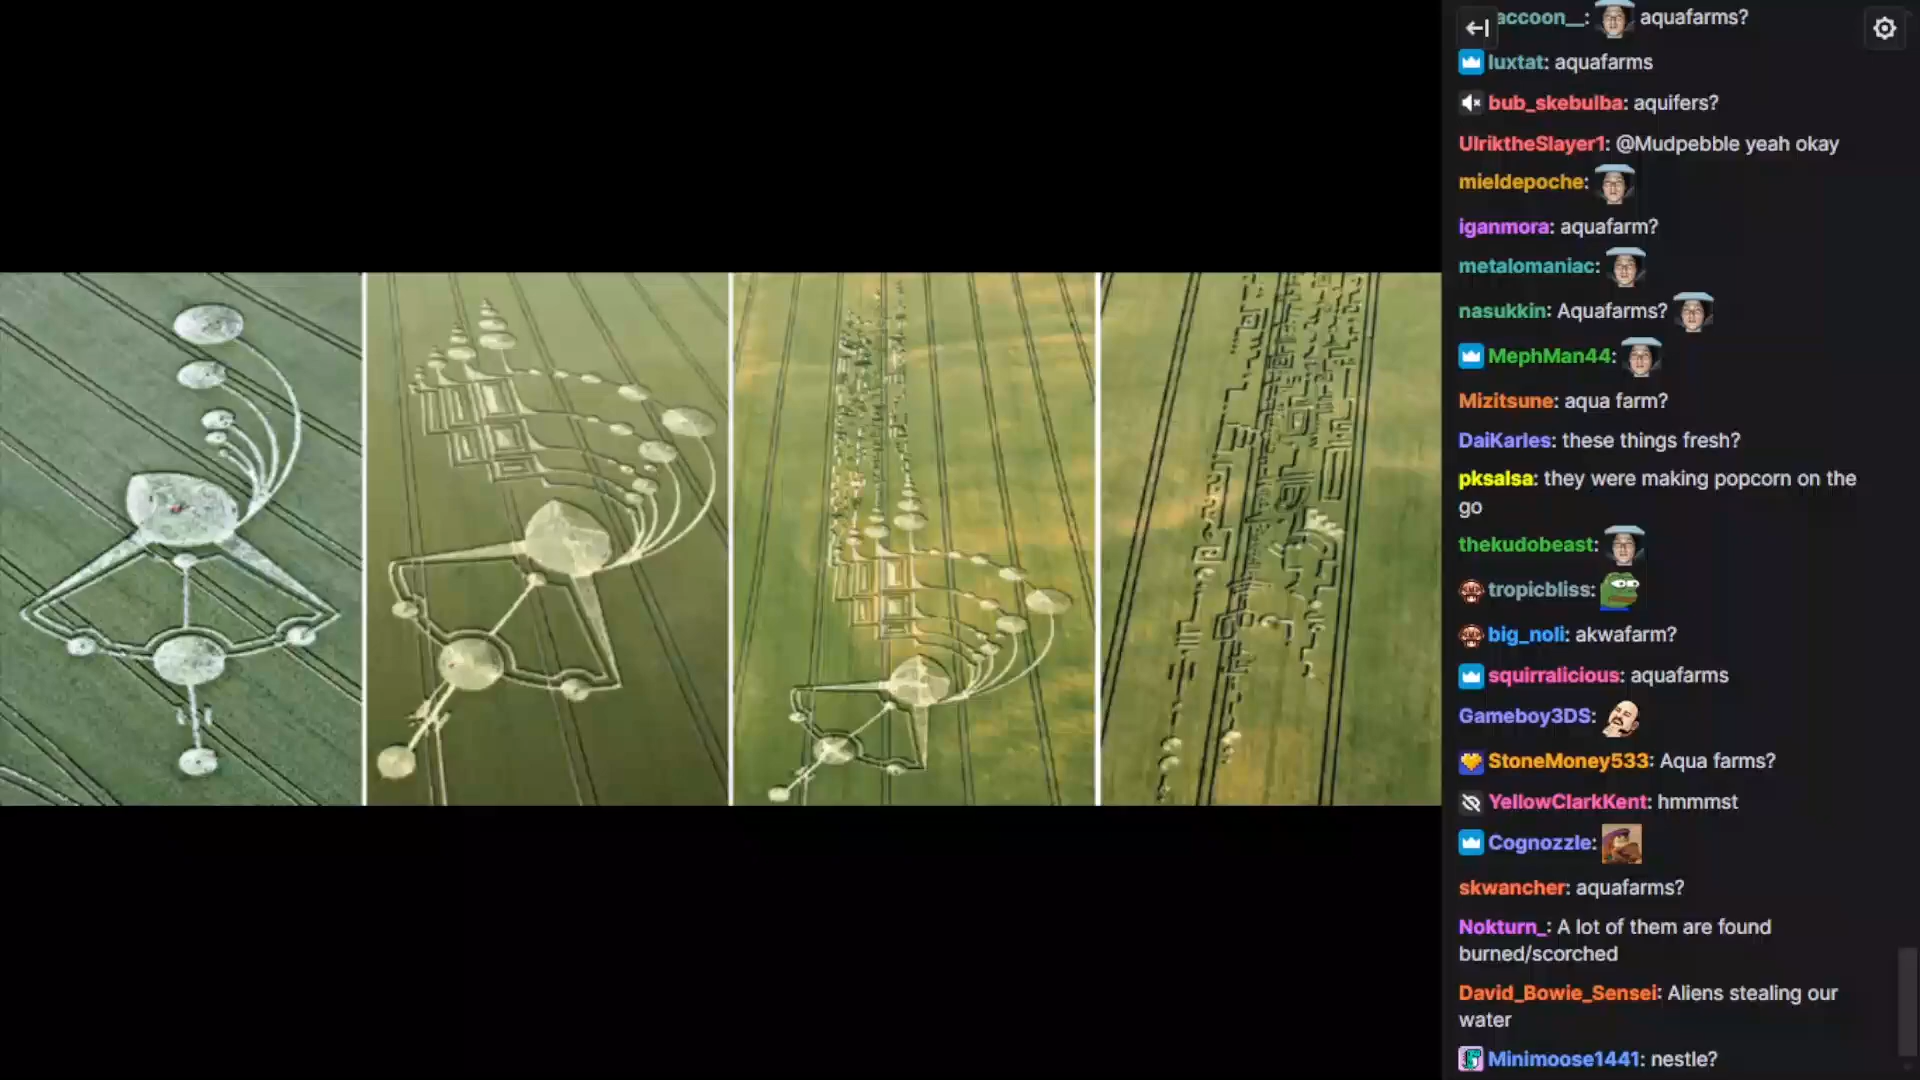 accoon__: aquafarms?
luxtat: aquafarms
bub_skebulba: aquifers?
UlriktheSlayer1: @Mudpebble yeah okay
mieldepoche:
iganmora: aquafarm?
metalomaniac:
nasukkin: Aquafarms?
MephMan44:
Mizitsune: aqua farm?
DaiKarles: these things fresh?
pksalsa: they were making popcorn on the
go
thekudobeast:
tropicbliss:
big_noli: akwafarm?
squirralicious: aquafarms
Gameboy3DS:
StoneMoney533: Aqua farms?
YellowClarkKent: hmmmst
Cognozzle:
skwancher: aquafarms?
Nokturn_: A lot of them are found
burned/scorched
David_Bowie_Sensei: Aliens stealing our
water
Minimoose1441: nestle?